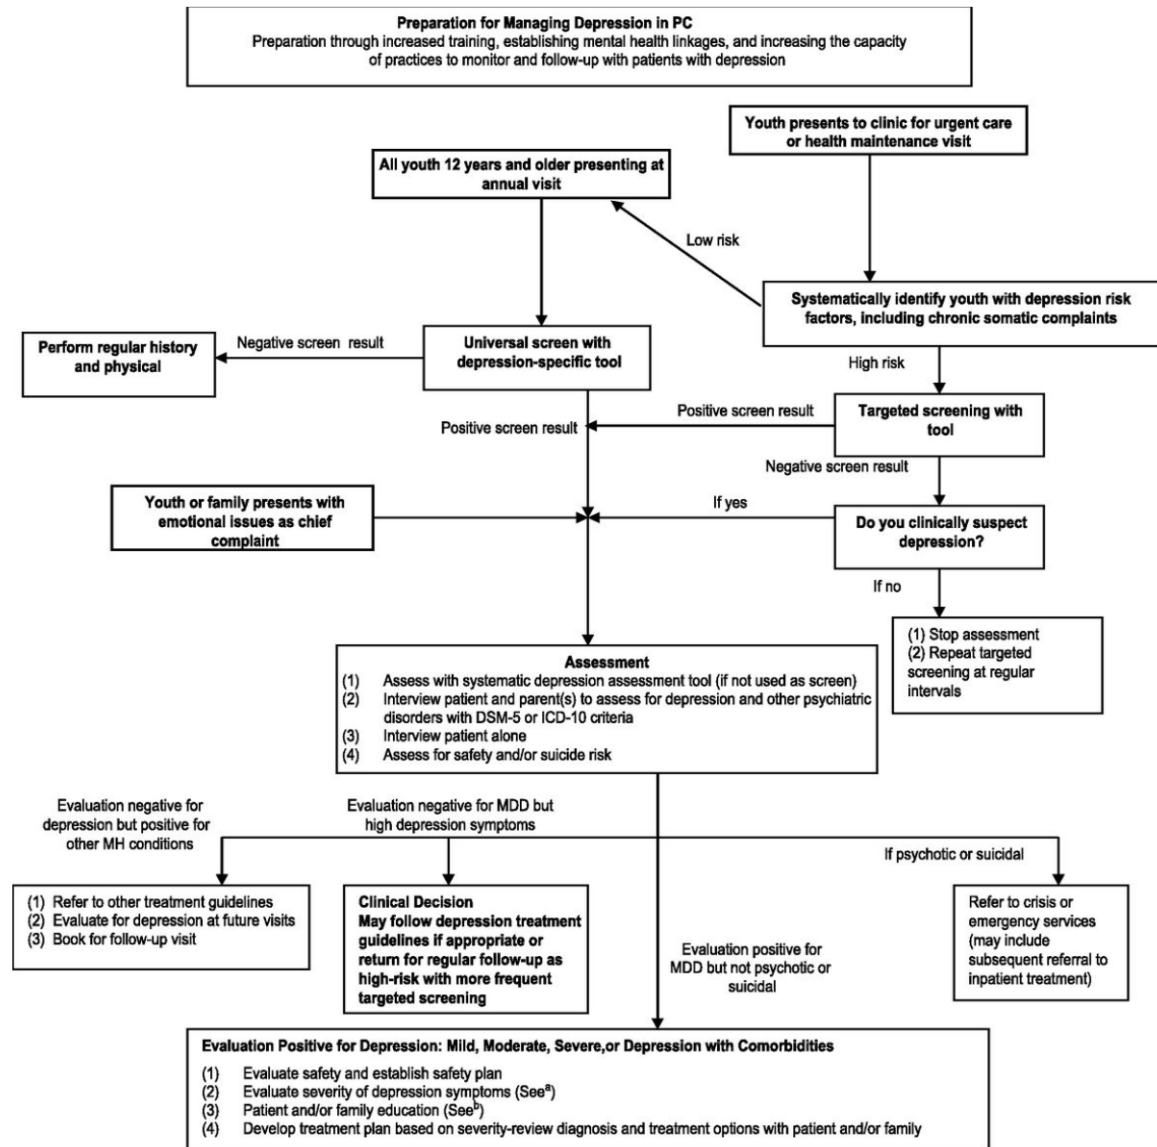 Preparation for Managing Depression in PC
Preparation through increased training, establishing mental health linkages, and increasing the capacity
of practices to monitor and follow-up with patients with depression
Youth presents to clinic for urgent care
or health maintenance visit
All youth 12 years and older presenting at
annual visit
Low risk
Systematically identify youth with depression risk
factors, including chronic somatic complaints
Perform regular history
and physical
Negative screen result
Universal screen with
depression-specific tool
High risk
Positive screen result
Positive screen result
Targeted screening with
tool
Negative screen result
Youth or family presents with
emotional issues as chief
complaint
If yes
Do you clinically suspect
depression?
If no
(1) Stop assessment
(2) Repeat targeted
screening at regular
intervals
Assessment
(1) Assess with systematic depression assessment tool (if not used as screen)
(2) Interview patient and parent(s) to assess for depression and other psychiatric
disorders with DSM-5 or ICD-10 criteria
(3) Interview patient alone
(4) Assess for safety and/or suicide risk
Evaluation negative for
depression but positive for
other MH conditions
Evaluation negative for MDD but
high depression symptoms
If psychotic or suicidal
(1) Refer to other treatment guidelines
(2) Evaluate for depression at future visits
(3) Book for follow-up visit
Clinical Decision
May follow depression treatment
guidelines if appropriate or
return for regular follow-up as
high-risk with more frequent
targeted screening
Evaluation positive for
MDD but not psychotic or
suicidal
Refer to crisis or
emergency services
(may include
subsequent referral to
inpatient treatment)
Evaluation Positive for Depression: Mild, Moderate, Severe,or Depression with Comorbidities
(1) Evaluate safety and establish safety plan
(2) Evaluate severity of depression symptoms (Seeᵃ)
(3) Patient and/or family education (Seeᵇ)
(4) Develop treatment plan based on severity-review diagnosis and treatment options with patient and/or family